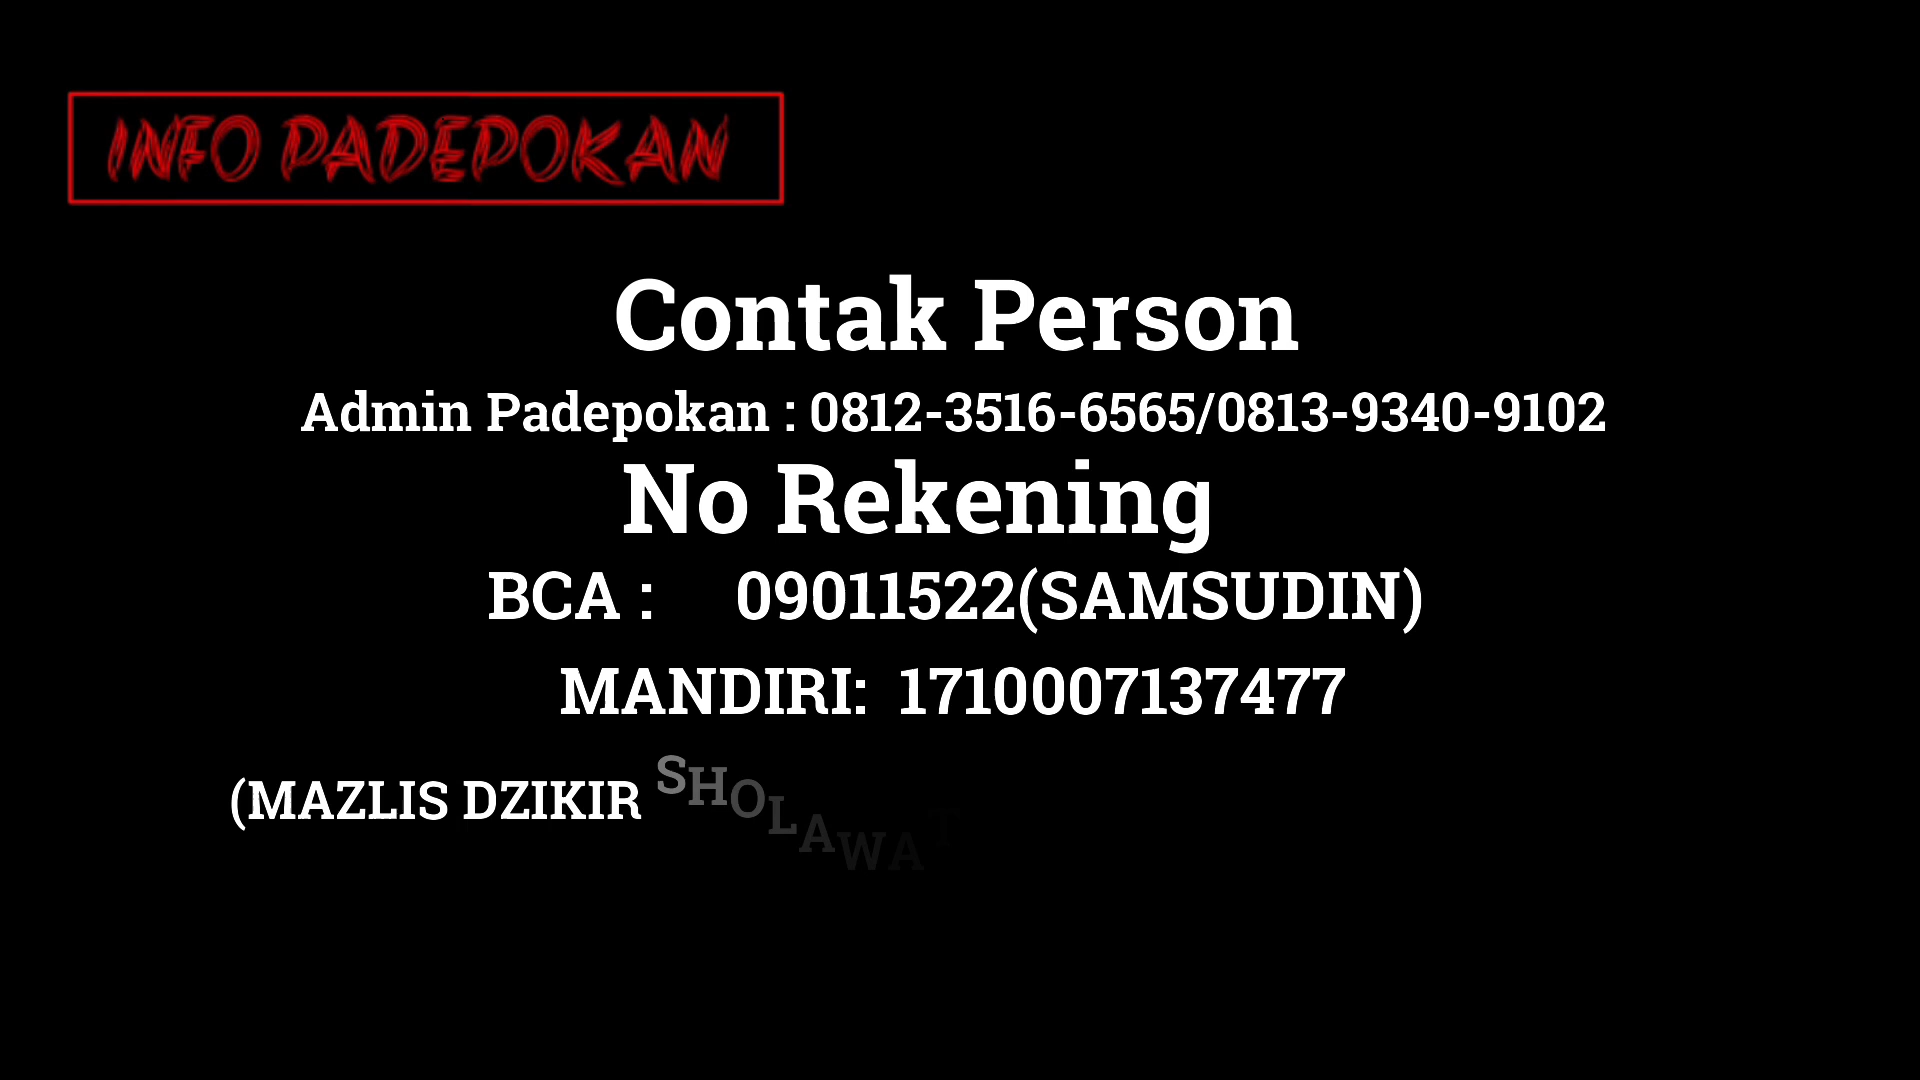 INFO PADEPOKAN
Contak Person
Admin Padepokan : 0812-3516-6565/0813-9340-9102
No Rekening
BCA : 09011522(SAMSUDIN)
MANDIRI: 1710007137477
(MAZLIS DZIKIR SHOLAWAT